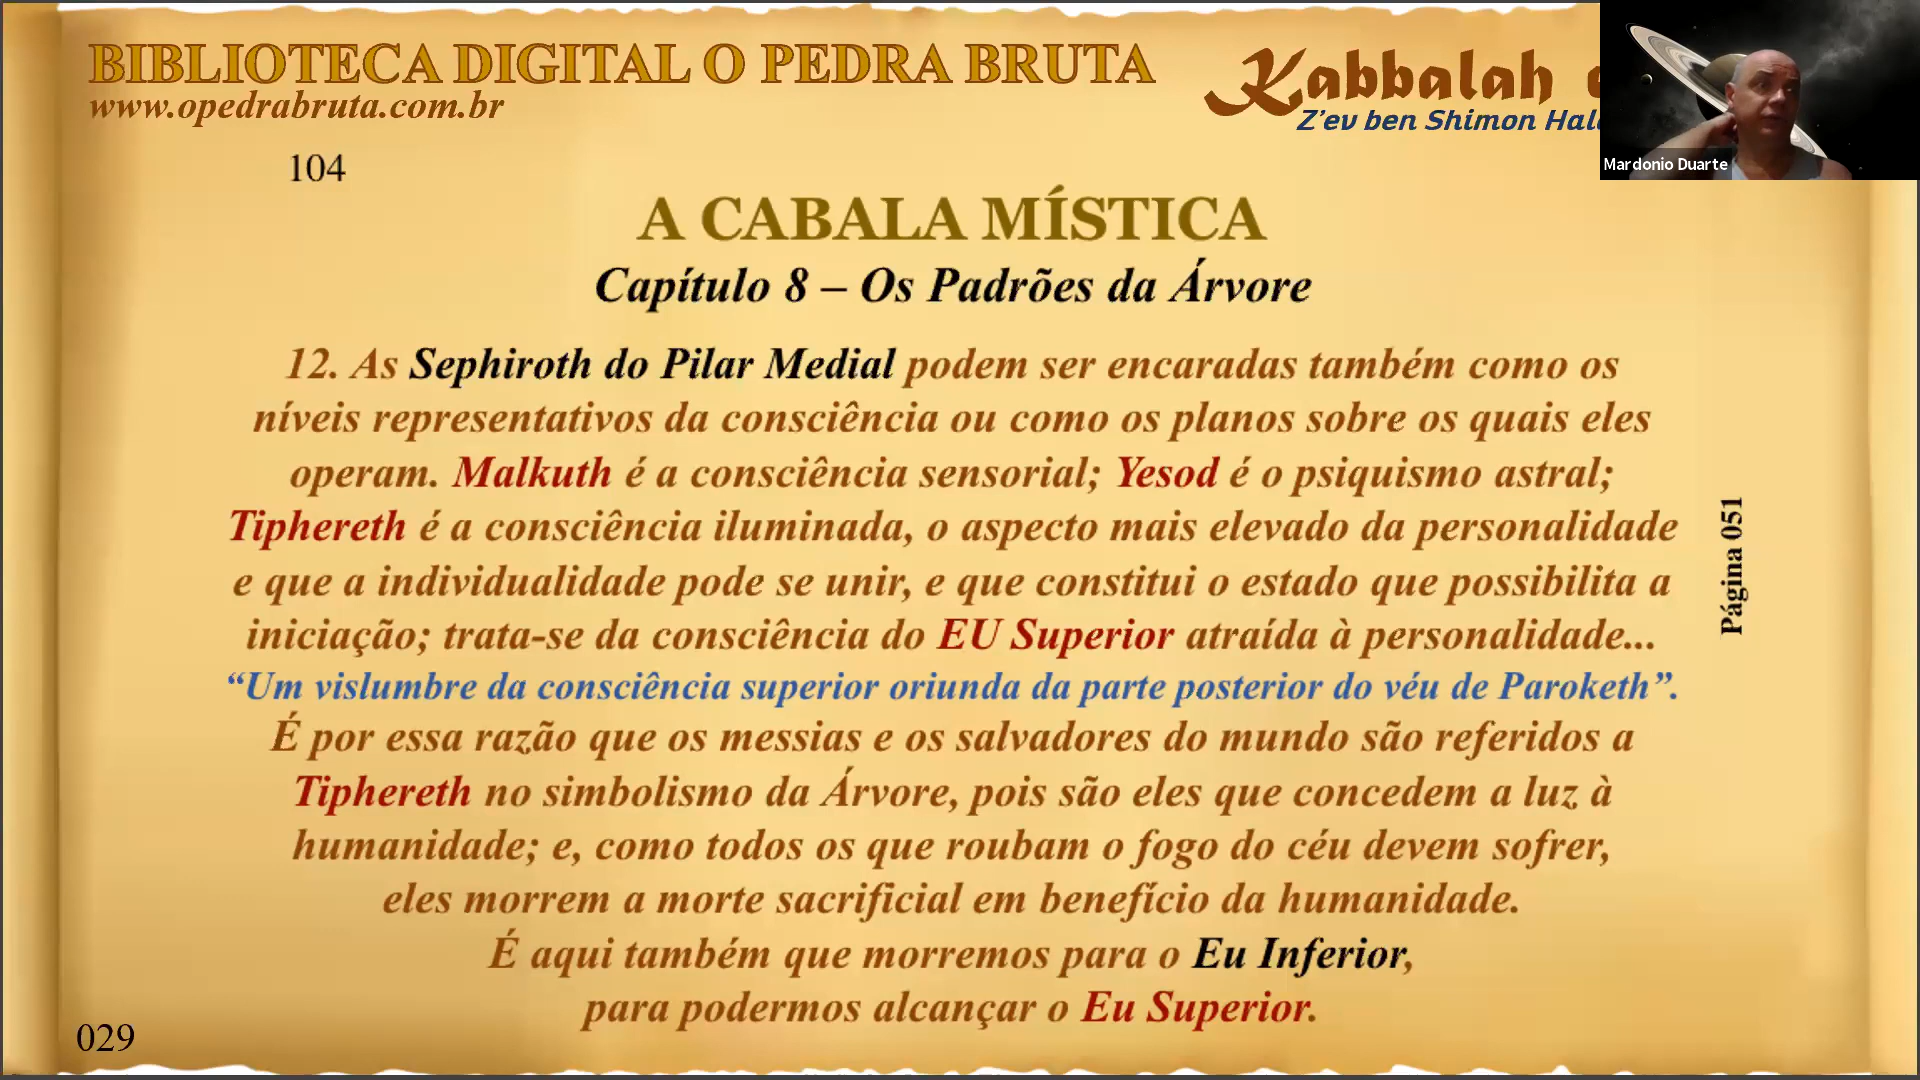 BIBLIOTECA DIGITAL O PEDRA BRUTA
www.opedrabruta.com.br
Kabbalah
Z’ev ben Shimon
Mardonio Duarte
104
A CABALA MÍSTICA
Capítulo 8 – Os Padrões da Árvore
12. As Sephiroth do Pilar Medial podem ser encaradas também como os
níveis representativos da consciência ou como os planos sobre os quais eles
operam. Malkuth é a consciência sensorial; Yesod é o psiquismo astral;
Tiphereth é a consciência iluminada, o aspecto mais elevado da personalidade
e que a individualidade pode se unir, e que constitui o estado que possibilita a
iniciação; trata-se da consciência do EU Superior atraída à personalidade...
“Um vislumbre da consciência superior oriunda da parte posterior do véu de Paroketh”.
É por essa razão que os messias e os salvadores do mundo são referidos a
Tiphereth no simbolismo da Árvore, pois são eles que concedem a luz à
humanidade; e, como todos os que roubam o fogo do céu devem sofrer,
eles morrem a morte sacrificial em benefício da humanidade.
É aqui também que morremos para o Eu Inferior,
para podermos alcançar o Eu Superior.
Página 051
029